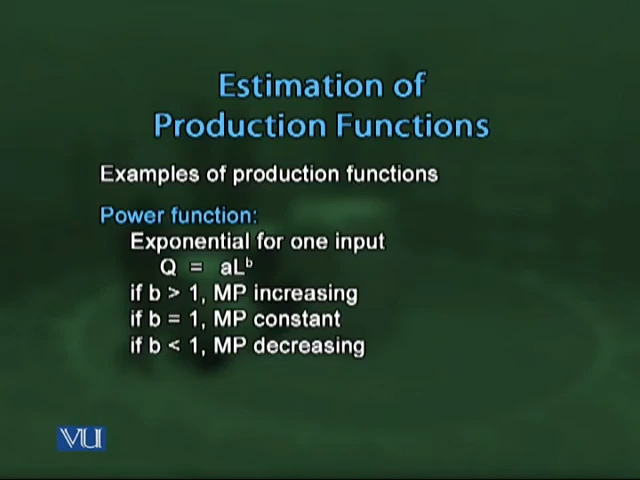 Estimation of
Production Functions
Examples of production functions
Power function:
Exponential for one input
Q = aLᵇ
if b > 1, MP increasing
if b = 1, MP constant
if b < 1, MP decreasing
VU